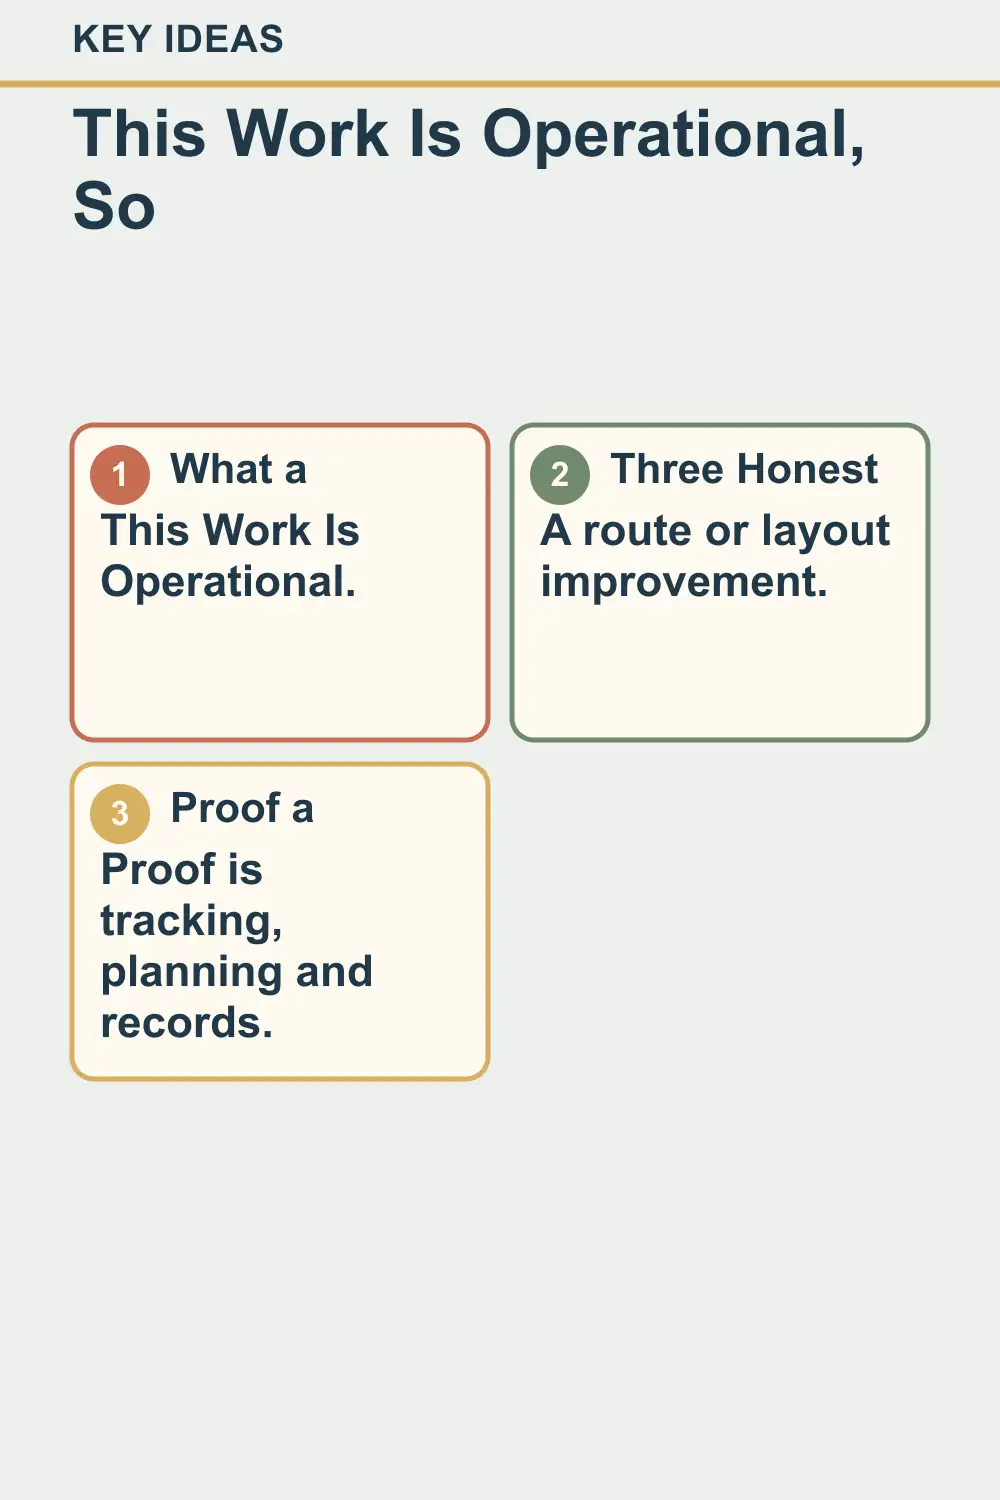 KEY IDEAS
This Work Is Operational,
So
1 What a
This Work Is
Operational.
2 Three Honest
A route or layout
improvement.
3 Proof a
Proof is
tracking,
planning and
records.